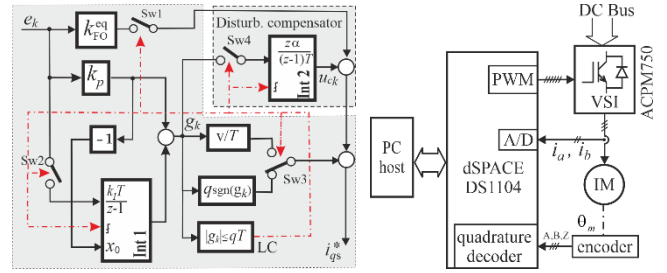 e_k
k_FO^eq
Sw1
Disturb. compensator
Sw4
zα
(z-1)T
Int 2
u_ck
k_p
-1
g_k
v/T
Sw2
Sw3
q sgn(g_k)
k_I T
z-1
x_0
Int 1
|g_k|≤qT
LC
i_qs^*
DC Bus
PWM
VSI
ACPM750
PC
host
dSPACE
DS1104
A/D
i_a, i_b
IM
θ_m
quadrature
decoder
A,B,Z
encoder